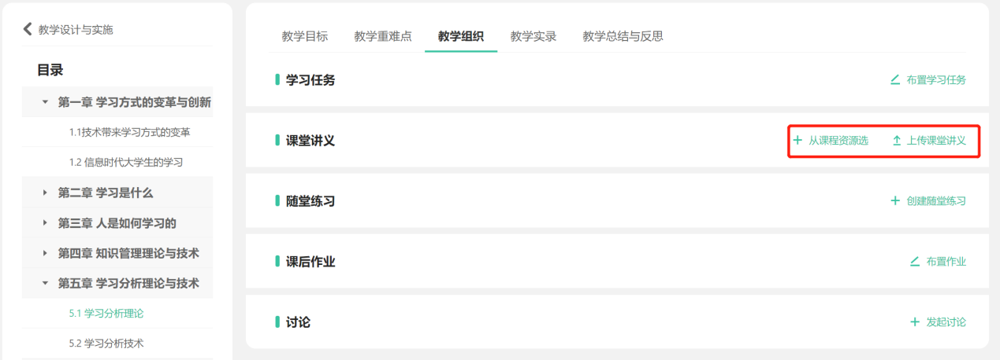 教学设计与实施
目录
第一章 学习方式的变革与创新
1.1技术带来学习方式的变革
1.2 信息时代大学生的学习
第二章 学习是什么
第三章 人是如何学习的
第四章 知识管理理论与技术
第五章 学习分析理论与技术
5.1 学习分析理论
5.2 学习分析技术
教学目标 教学重难点 教学组织 教学实录 教学总结与反思
学习任务 布置学习任务
课堂讲义 从课程资源选 上传课堂讲义
随堂练习 创建随堂练习
课后作业 布置作业
讨论 发起讨论